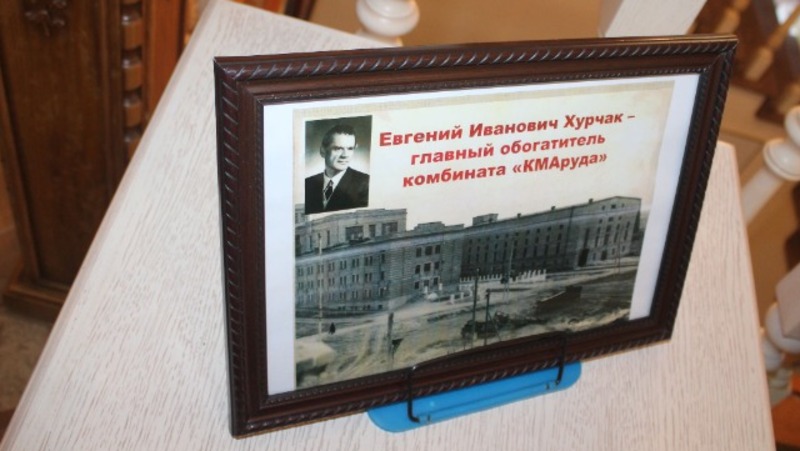 Евгений Иванович Хурчак –
главный обогатитель
комбината «КМАруда»